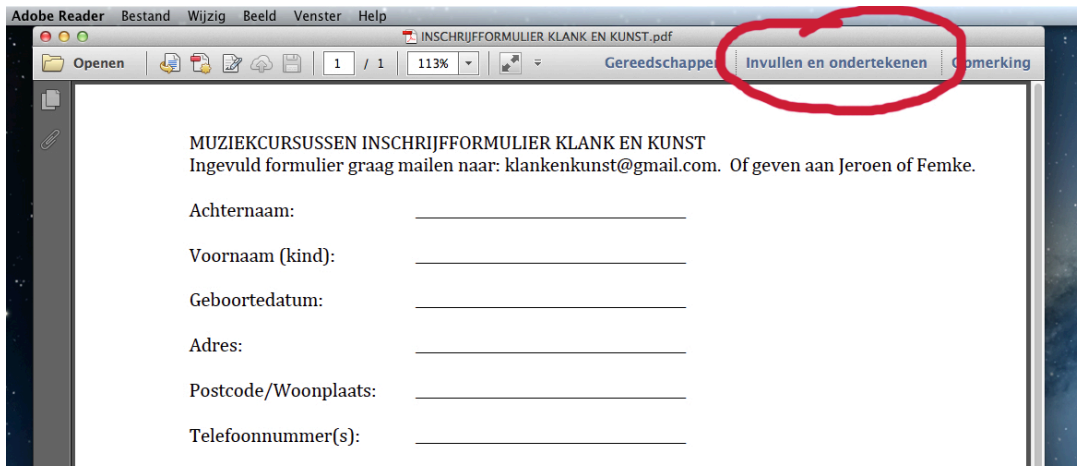 Adobe Reader Bestand Wijzig Beeld Venster Help
INSCHRIJFFORMULIER KLANK EN KUNST.pdf
Openen 1 / 1 113% Gereedschappen Invullen en ondertekenen Opmerking
MUZIEKCURSUSSEN INSCHRIJFFORMULIER KLANK EN KUNST
Ingevuld formulier graag mailen naar: klankenkunst@gmail.com. Of geven aan Jeroen of Femke.
Achternaam:
Voornaam (kind):
Geboortedatum:
Adres:
Postcode/Woonplaats:
Telefoonnummer(s):